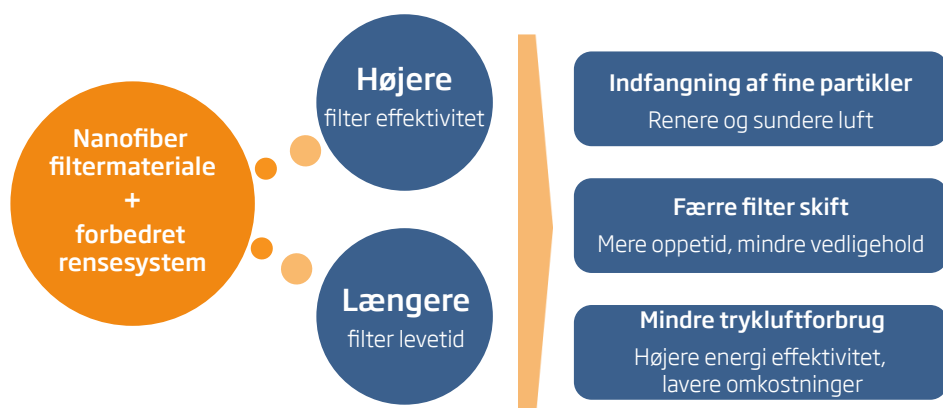 Nanofiber
filtermateriale
+
forbedret
rensesystem
Højere
filter effektivitet
Længere
filter levetid
Indfangning af fine partikler
Renere og sundere luft
Færre filter skift
Mere oppetid, mindre vedligehold
Mindre trykluftforbrug
Højere energi effektivitet,
lavere omkostninger